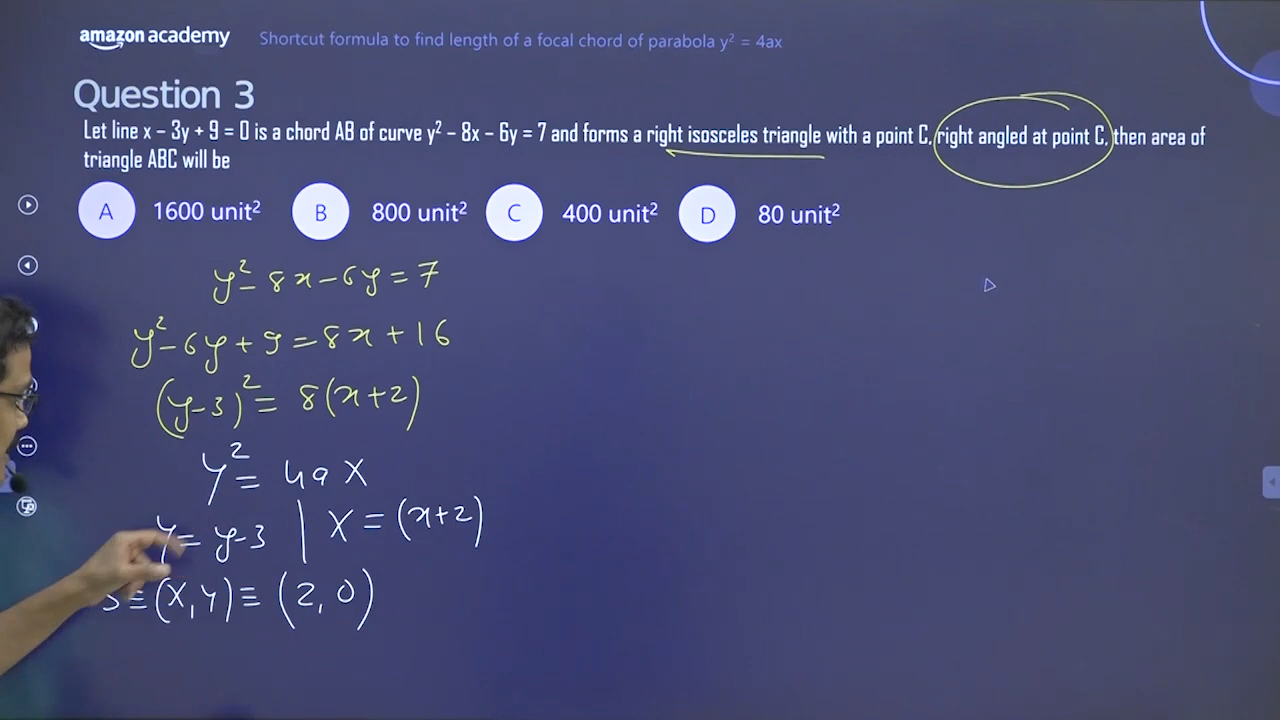 amazon academy
Shortcut formula to find length of a focal chord of parabola y² = 4ax
Question 3
Let line x – 3y + 9 = 0 is a chord AB of curve y² – 8x – 6y = 7 and forms a right isosceles triangle with a point C, right angled at point C, then area of
triangle ABC will be
A 1600 unit² B 800 unit² C 400 unit² D 80 unit²
y² – 8x – 6y = 7
y² – 6y + 9 = 8x + 16
(y–3)² = 8(x+2)
Y² = 4a X
Y = y–3 | X = (x+2)
S ≡ (X, Y) ≡ (2, 0)